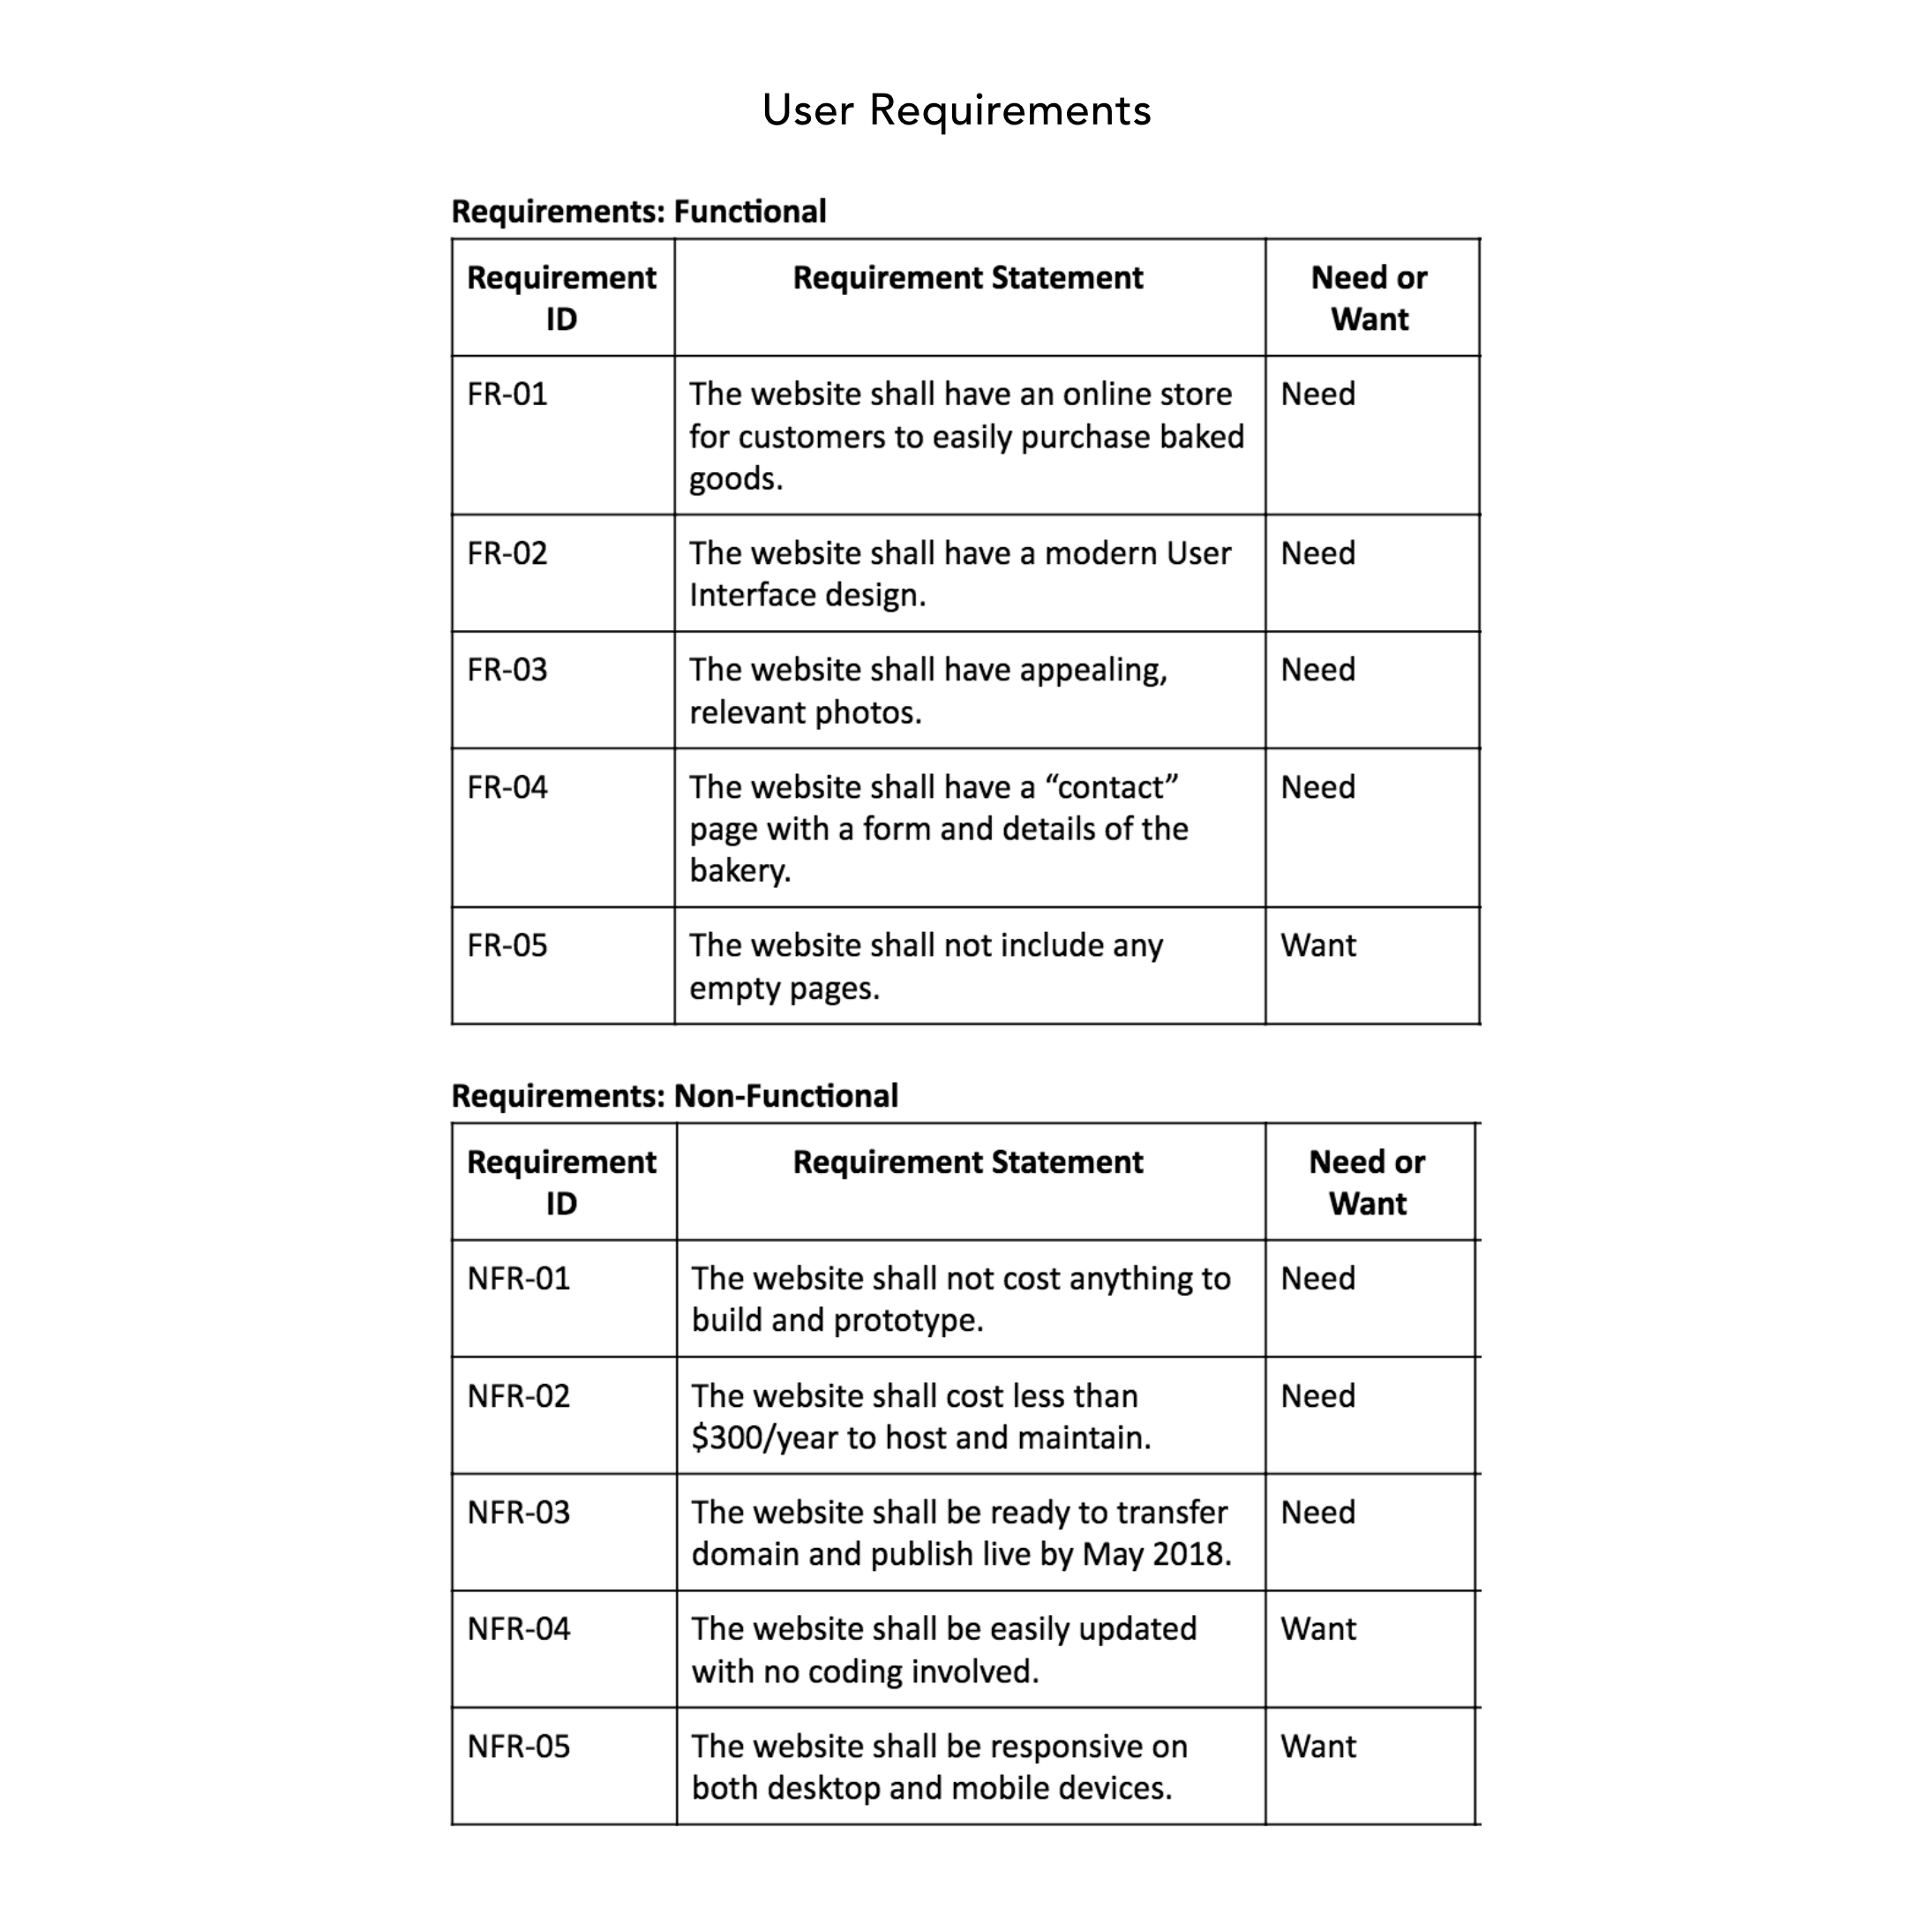 User Requirements
Requirements: Functional
Requirement Requirement Statement Need or
ID Want
FR-01 The website shall have an online store Need
for customers to easily purchase baked
goods.
FR-02 The website shall have a modern User Need
Interface design.
FR-03 The website shall have appealing, Need
relevant photos.
FR-04 The website shall have a “contact” Need
page with a form and details of the
bakery.
FR-05 The website shall not include any Want
empty pages.
Requirements: Non-Functional
Requirement Requirement Statement Need or
ID Want
NFR-01 The website shall not cost anything to Need
build and prototype.
NFR-02 The website shall cost less than Need
$300/year to host and maintain.
NFR-03 The website shall be ready to transfer Need
domain and publish live by May 2018.
NFR-04 The website shall be easily updated Want
with no coding involved.
NFR-05 The website shall be responsive on Want
both desktop and mobile devices.